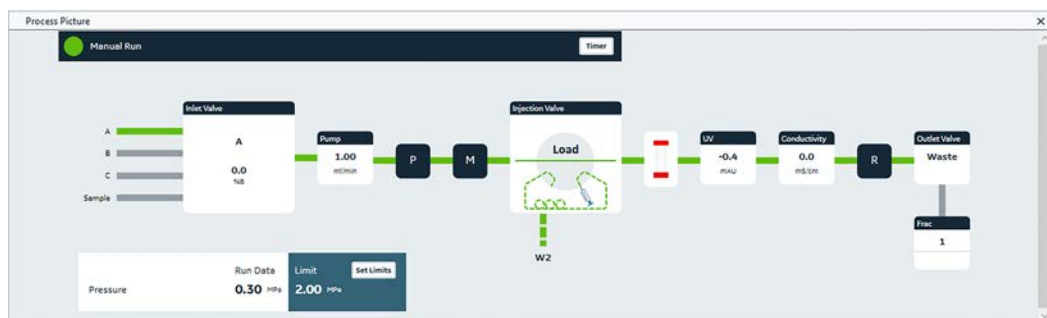 Process Picture
Manual Run
Timer
Inlet Valve
A
0.0
%B
A
B
C
Sample
Pump
1.00
ml/min
P
M
Injection Valve
Load
W2
UV
-0.4
mAU
Conductivity
0.0
mS/cm
R
Outlet Valve
Waste
Frac
1
Run Data
Limit
Set Limits
Pressure
0.30 MPa
2.00 MPa